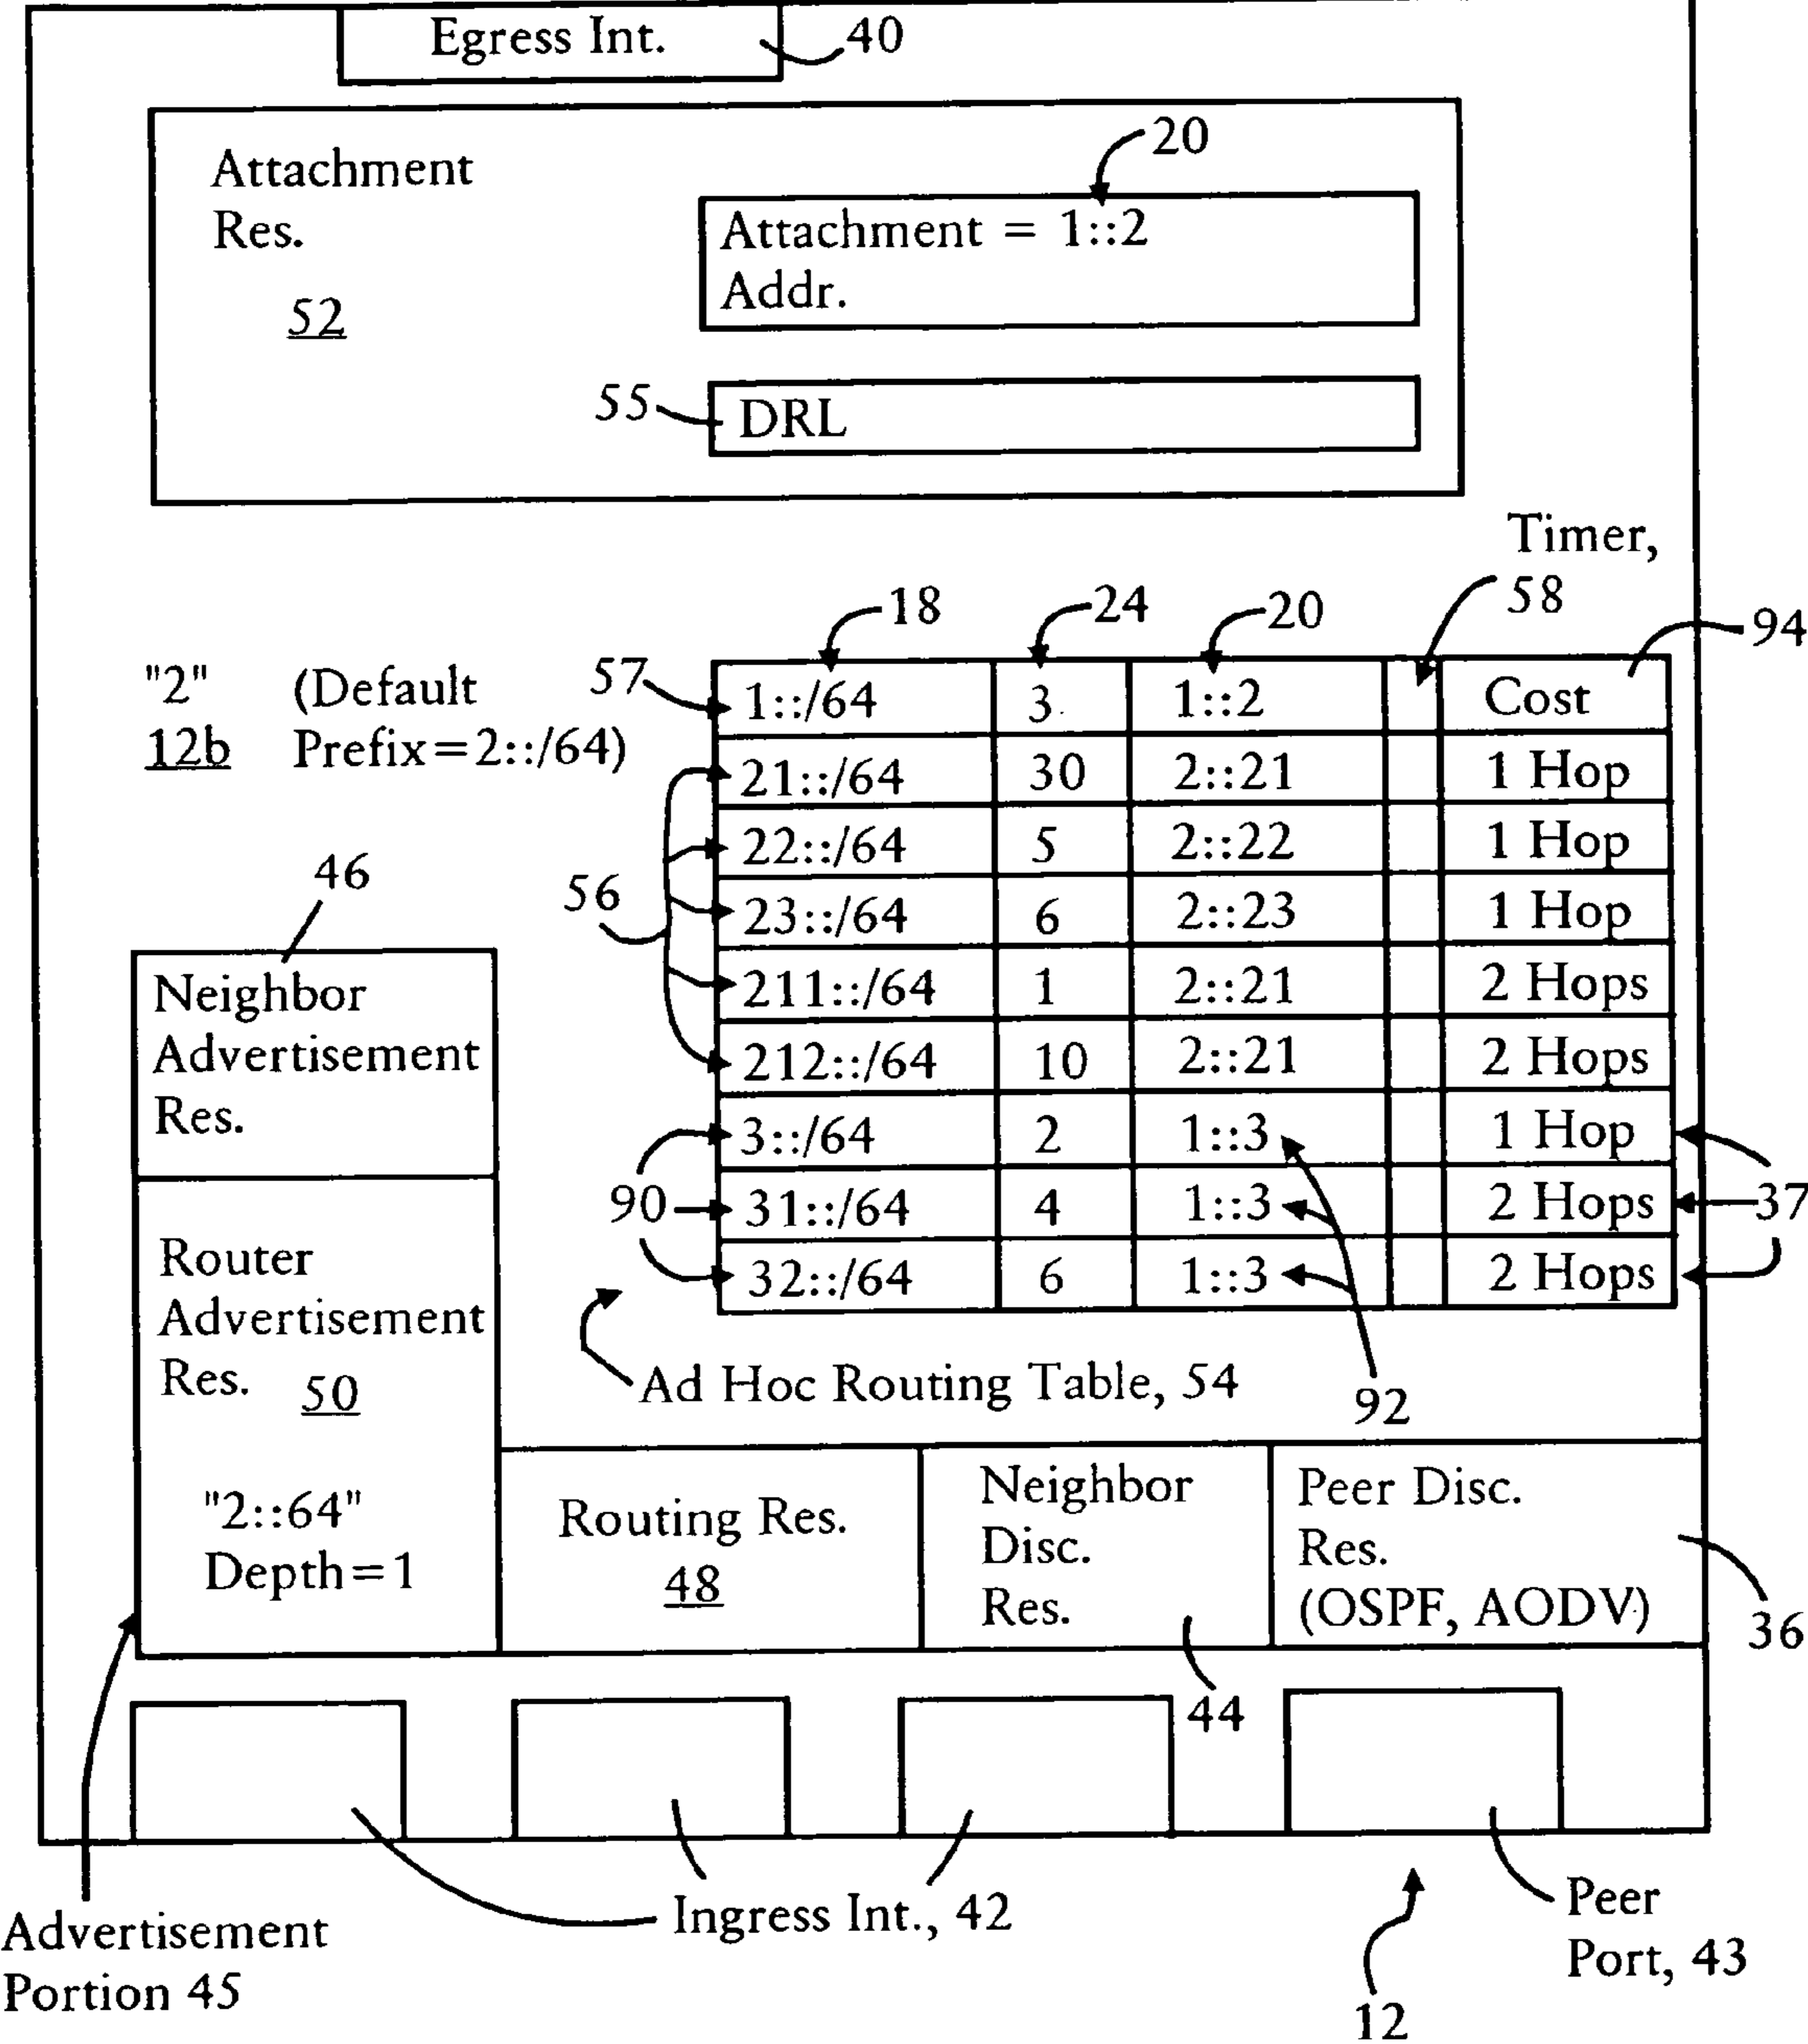 Egress Int.
40
20
Attachment
Res.
52
Attachment = 1::2
Addr.
55
DRL
Timer,
58
18
24
20
94
"2"
12b
(Default
Prefix=2::/64)
57
1::/64 3 1::2 Cost
21::/64 30 2::21 1 Hop
22::/64 5 2::22 1 Hop
23::/64 6 2::23 1 Hop
211::/64 1 2::21 2 Hops
212::/64 10 2::21 2 Hops
3::/64 2 1::3 1 Hop
31::/64 4 1::3 2 Hops
32::/64 6 1::3 2 Hops
56
90
37
92
46
Neighbor
Advertisement
Res.
Router
Advertisement
Res. 50
"2::64"
Depth=1
Ad Hoc Routing Table, 54
Routing Res.
48
Neighbor
Disc.
Res.
Peer Disc.
Res.
(OSPF, AODV)
36
44
Advertisement
Portion 45
Ingress Int., 42
Peer
Port, 43
12